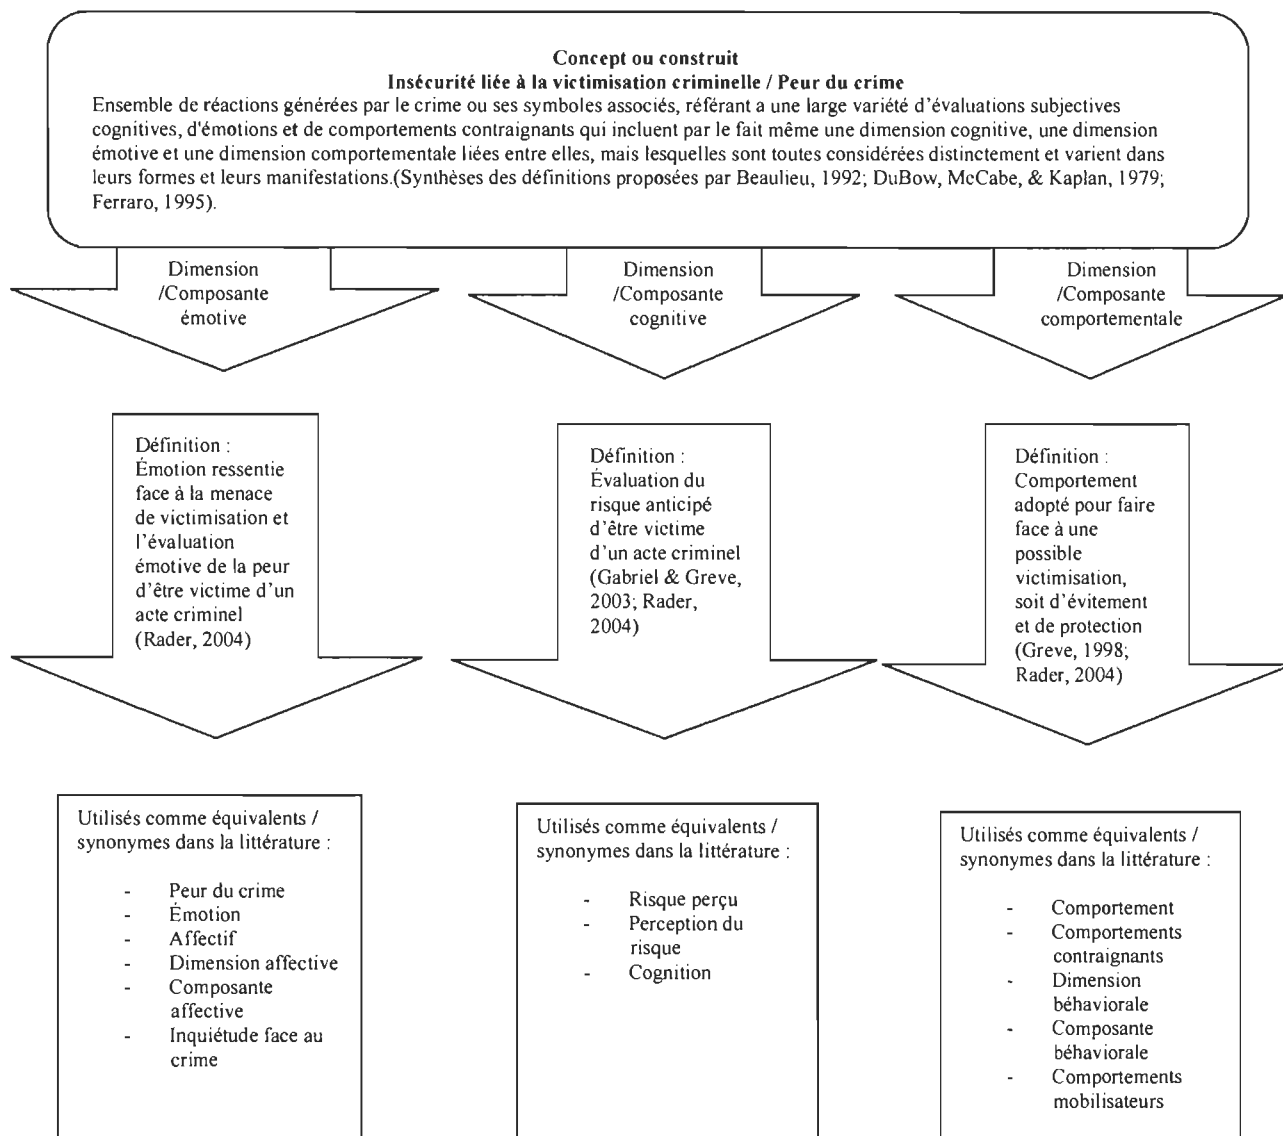 Concept ou construit
Insécurité liée à la victimisation criminelle / Peur du crime
Ensemble de réactions générées par le crime ou ses symboles associés, référant a une large variété d'évaluations subjectives
cognitives, d'émotions et de comportements contraignants qui incluent par le fait même une dimension cognitive, une dimension
émotive et une dimension comportementale liées entre elles, mais lesquelles sont toutes considérées distinctement et varient dans
leurs formes et leurs manifestations.(Synthèses des définitions proposées par Beaulieu, 1992; DuBow, McCabe, & Kaplan, 1979;
Ferraro, 1995).
Dimension
/Composante
émotive
Dimension
/Composante
cognitive
Dimension
/Composante
comportementale
Définition :
Émotion ressentie
face à la menace
de victimisation et
l'évaluation
émotive de la peur
d'être victime d'un
acte criminel
(Rader, 2004)
Définition :
Évaluation du
risque anticipé
d'être victime
d'un acte criminel
(Gabriel & Greve,
2003; Rader,
2004)
Définition :
Comportement
adopté pour faire
face à une
possible
victimisation,
soit d'évitement
et de protection
(Greve, 1998;
Rader, 2004)
Utilisés comme équivalents /
synonymes dans la littérature :
- Peur du crime
- Émotion
- Affectif
- Dimension affective
- Composante
affective
- Inquiétude face au
crime
Utilisés comme équivalents /
synonymes dans la littérature :
- Risque perçu
- Perception du
risque
- Cognition
Utilisés comme équivalents /
synonymes dans la littérature :
- Comportement
- Comportements
contraignants
- Dimension
béhaviorale
- Composante
béhaviorale
- Comportements
mobilisateurs